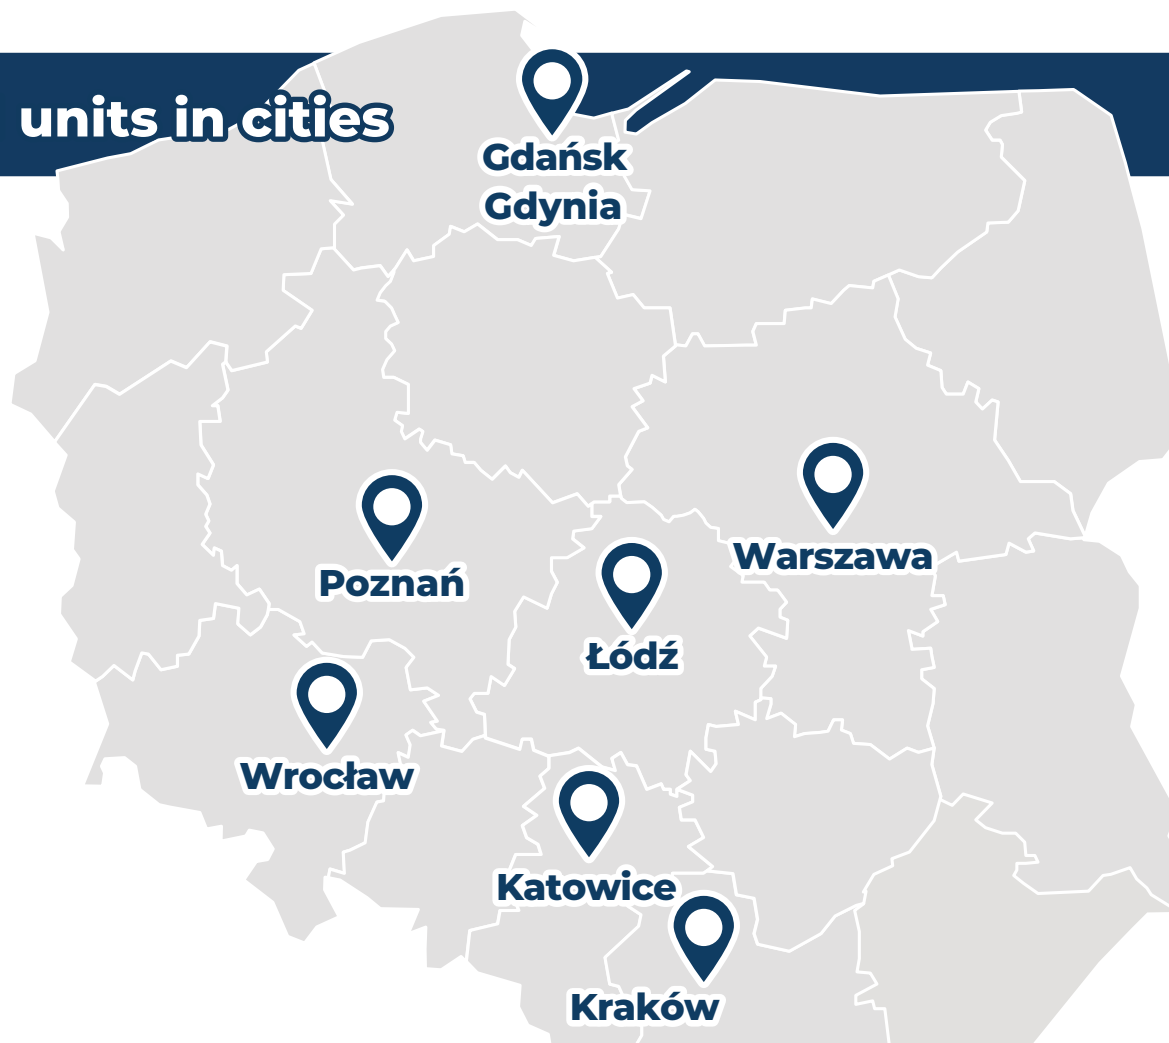 units in cities
Gdańsk
Gdynia
Warszawa
Poznań
Łódź
Wrocław
Katowice
Kraków